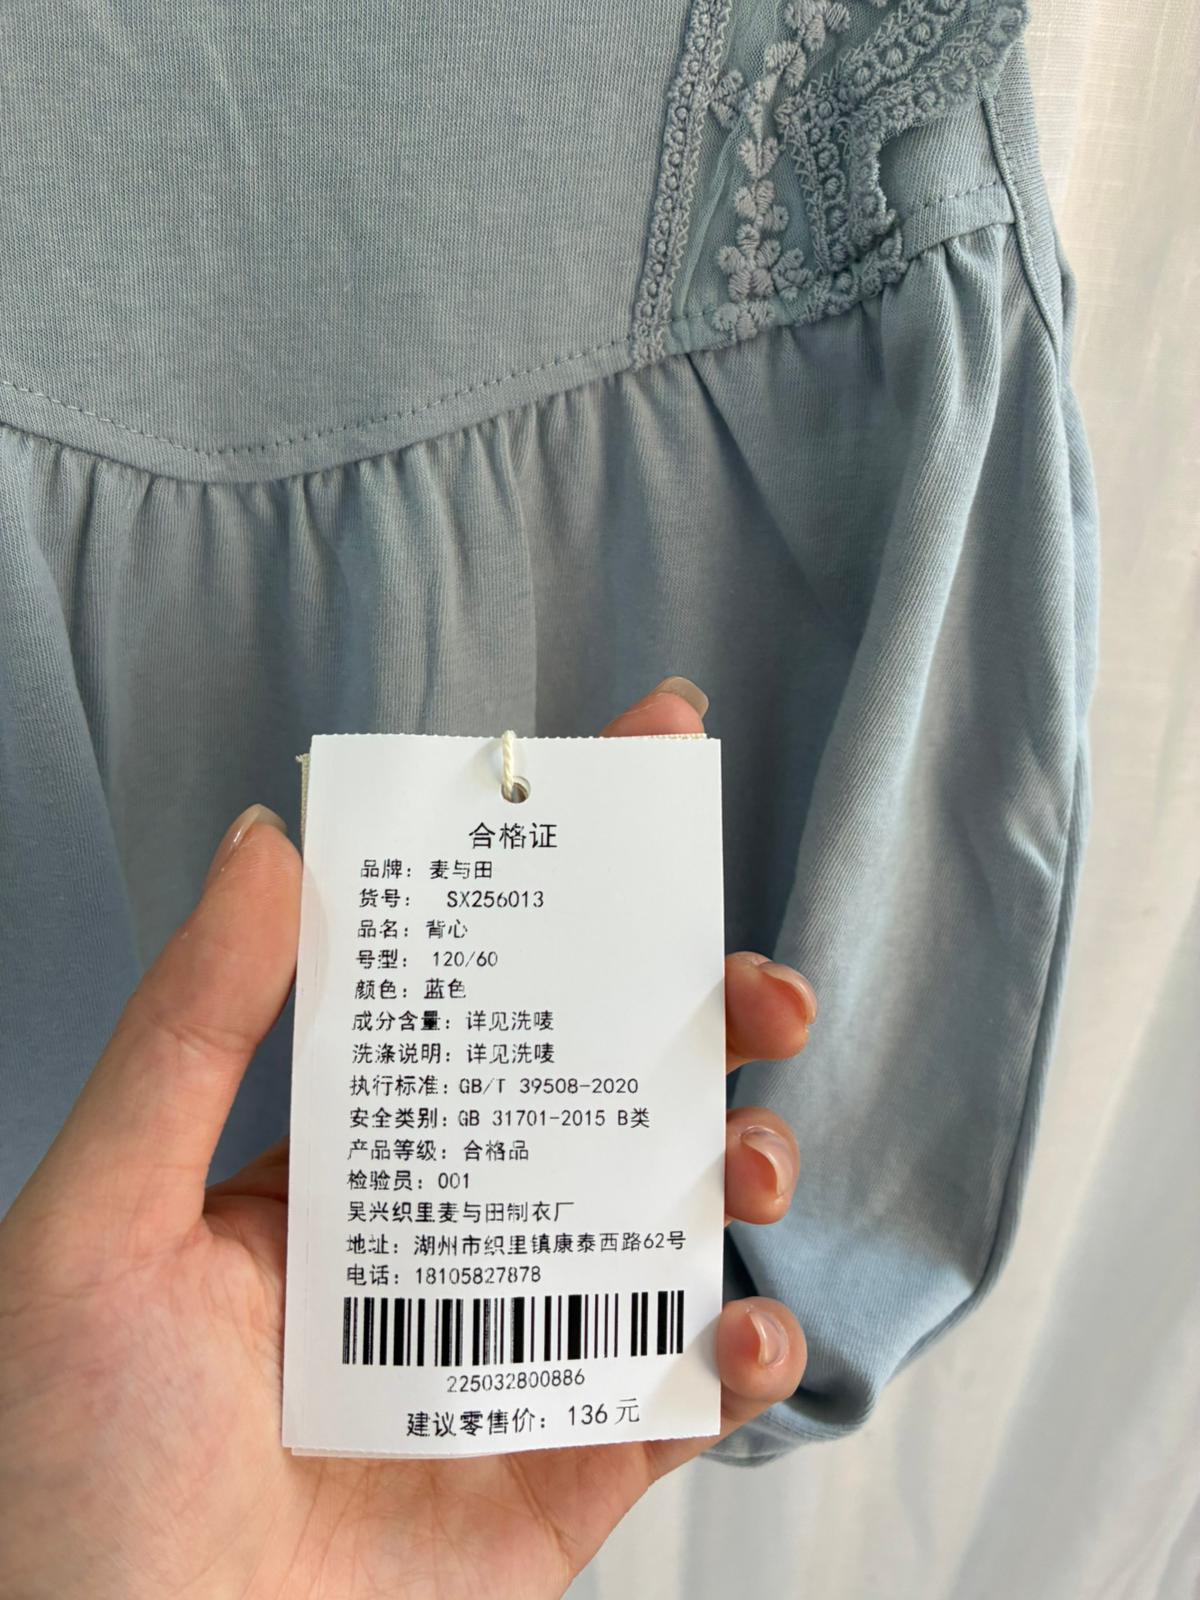 合格证
品牌：麦与田
货号： SX256013
品名：背心
号型： 120/60
颜色：蓝色
成分含量：详见洗唛
洗涤说明：详见洗唛
执行标准：GB/T 39508-2020
安全类别：GB 31701-2015 B类
产品等级：合格品
检验员：001
吴兴织里麦与田制衣厂
地址：湖州市织里镇康泰西路62号
电话：18105827878
225032800886
建议零售价：136元